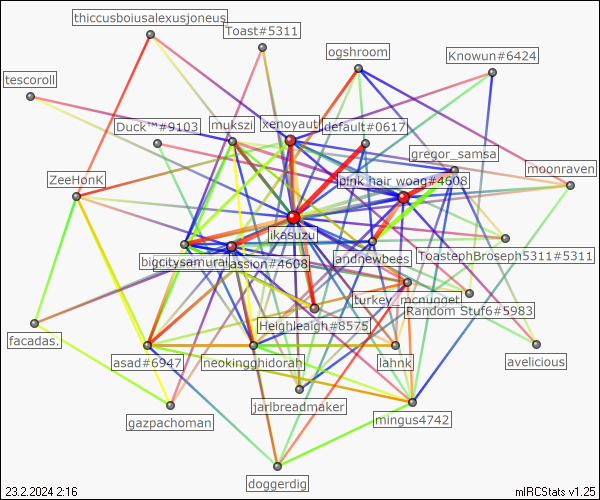 thiccusboiusalexusjoneus
Toast#5311
ogshroom
Knowun#6424
tescoroll
Duck™#9103
mukszi
xenoyaut
default#0617
gregor_samsa
moonraven
ZeeHonK
pink hair woag#4608
ikasuzu
bigcitysamurai
lassion#4608
andnewbees
ToastephBroseph5311#5311
turkey_mcnugget
Random Stuf6#5983
Heighleaigh#8575
facadas.
asad#6947
neokingghidorah
lahnk
avelicious
gazpachoman
jarlbreadmaker
mingus4742
doggerdig
23.2.2024 2:16
mIRCStats v1.25